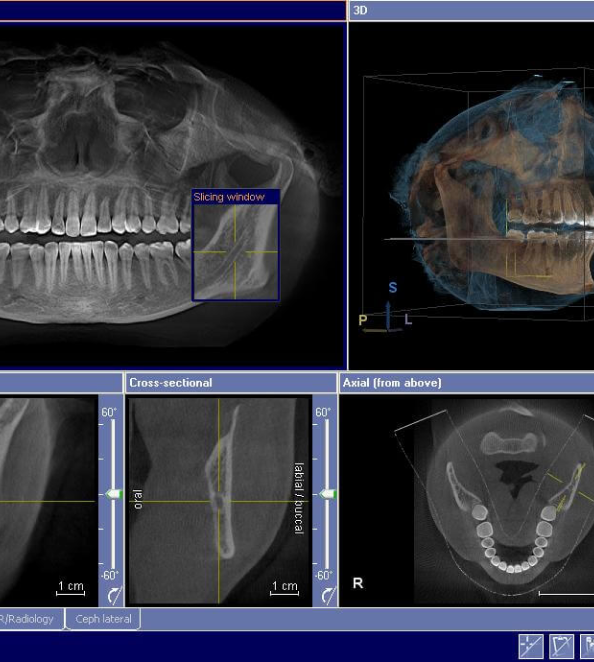 3D
Slicing window
S
P
L
Cross-sectional
Axial (from above)
60°
60°
oral
labial / buccal
-60°
1 cm
-60°
1 cm
R
R/Radiology
Ceph lateral